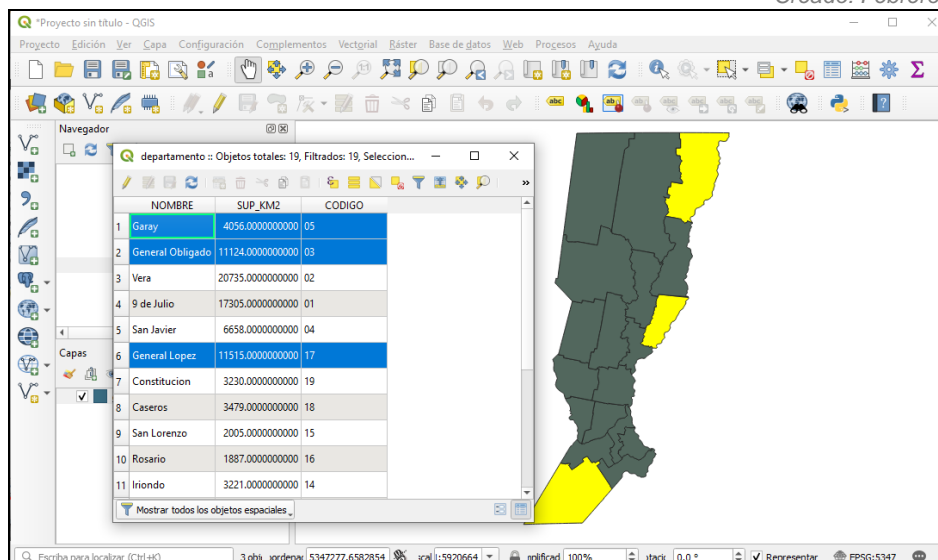 *Proyecto sin título - QGIS
Proyecto Edición Ver Capa Configuración Complementos Vectorial Ráster Base de datos Web Procesos Ayuda
abc
Navegador
departamento :: Objetos totales: 19, Filtrados: 19, Seleccion...
NOMBRE SUP_KM2 CODIGO
1 Garay 4056.0000000000 05
2 General Obligado 11124.0000000000 03
3 Vera 20735.0000000000 02
4 9 de Julio 17305.0000000000 01
5 San Javier 6658.0000000000 04
Capas
6 General Lopez 11515.0000000000 17
7 Constitucion 3230.0000000000 19
8 Caseros 3479.0000000000 18
9 San Lorenzo 2005.0000000000 15
10 Rosario 1887.0000000000 16
11 Iriondo 3221.0000000000 14
Mostrar todos los objetos espaciales
Escriba para localizar (Ctrl+K) 5347277,6582854 100% 0,0 ° Representar EPSG:5347